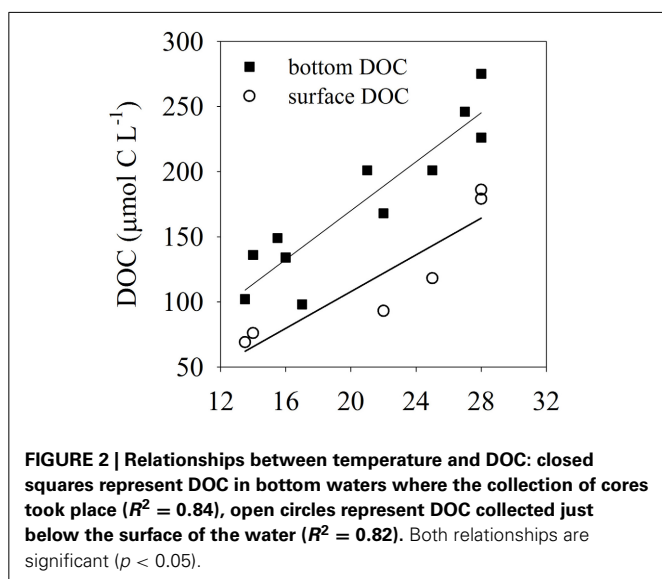 300
250
200
150
100
50
DOC (μmol C L-1)
■ bottom DOC
○ surface DOC
12 16 20 24 28 32
FIGURE 2 | Relationships between temperature and DOC: closed
squares represent DOC in bottom waters where the collection of cores
took place (R2 = 0.84), open circles represent DOC collected just
below the surface of the water (R2 = 0.82). Both relationships are
significant (p < 0.05).